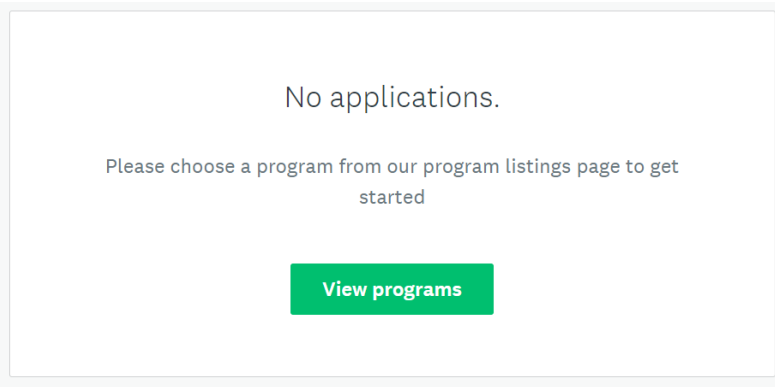 No applications.
Please choose a program from our program listings page to get
started
View programs